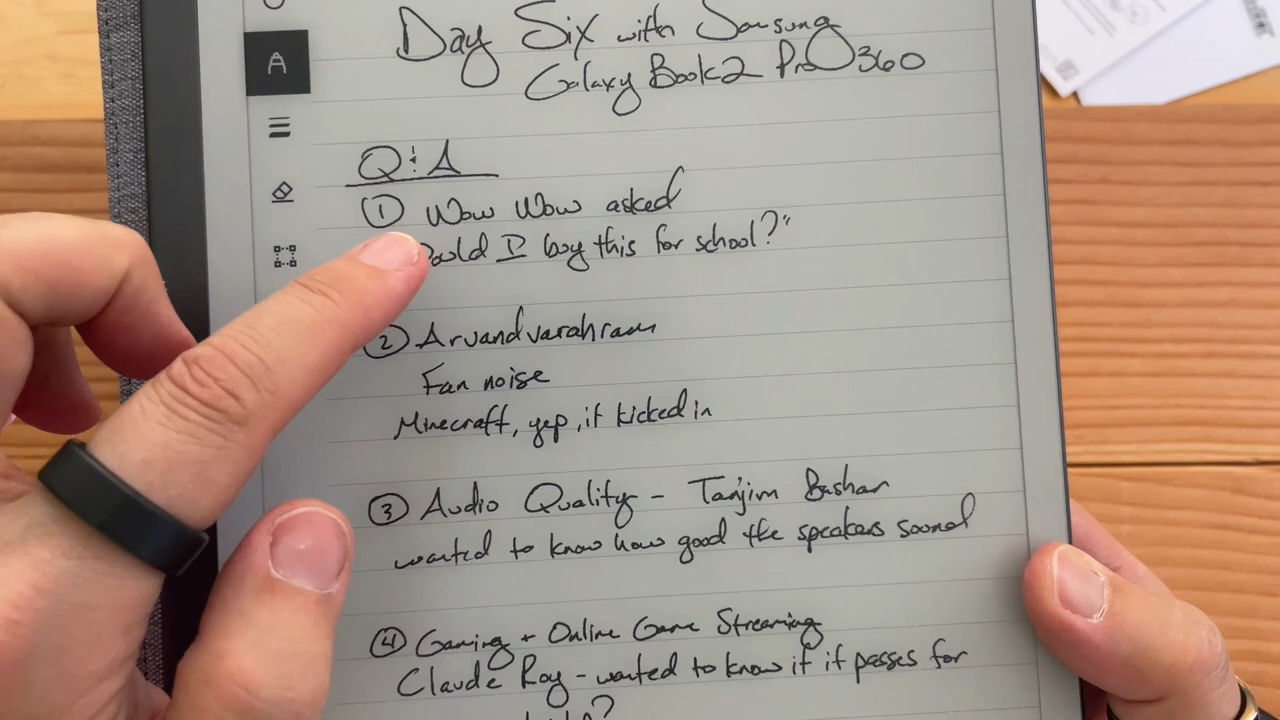 Day Six with Samsung
Galaxy Book2 Pro 360
Q & A
① Wow Wow asked
I buy this for school?"
② Arvandvarahram
Fan noise
Minecraft, yep, it kicked in
③ Audio Quality - Tanjim Bashar
wanted to know how good the speakers sound
④ Gaming + Online Game Streaming
Claude Roy - wanted to know if it passes for